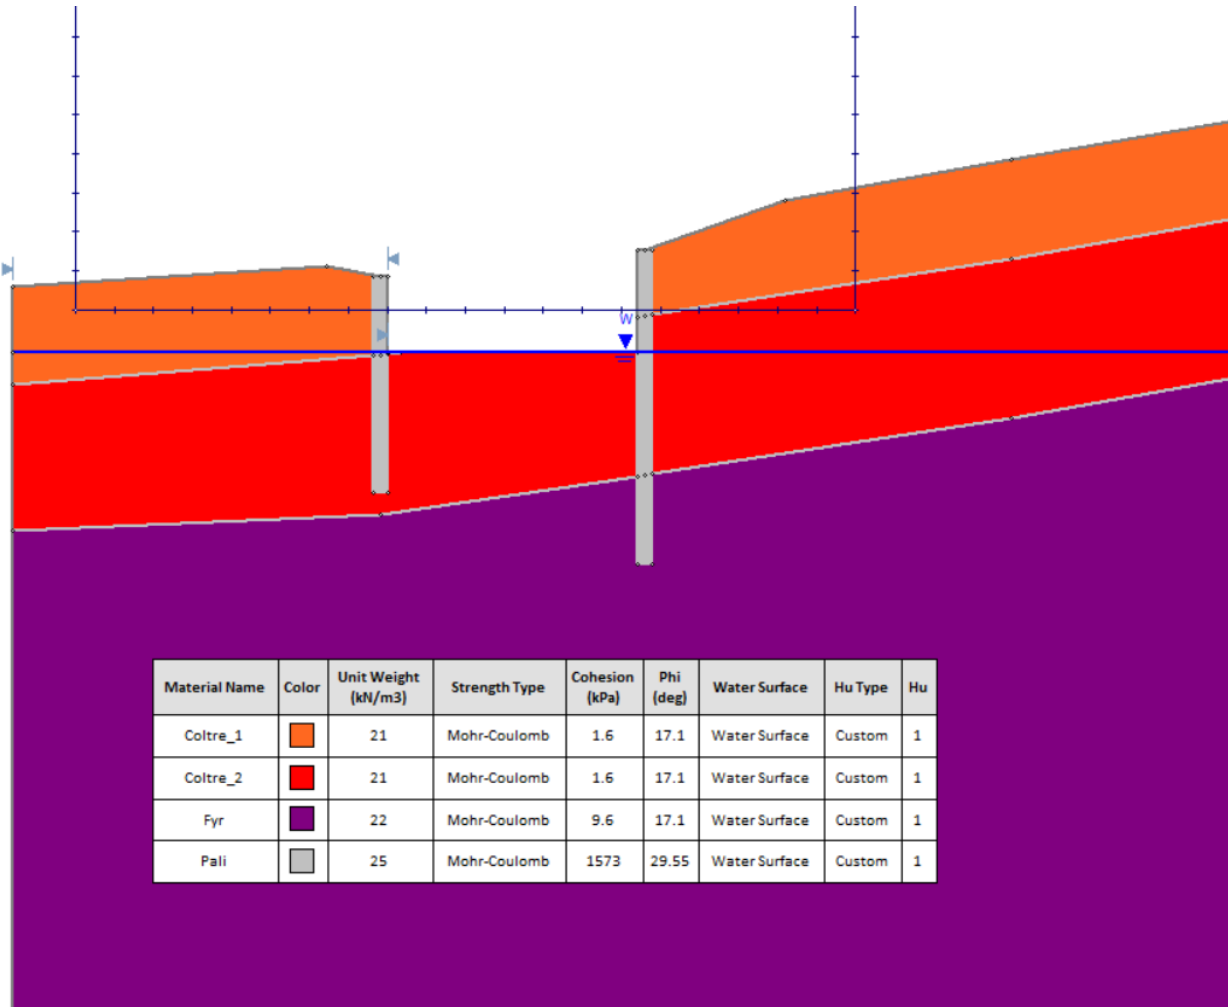 W
Material Name Color Unit Weight (kN/m3) Strength Type Cohesion (kPa) Phi (deg) Water Surface Hu Type Hu
Coltre_1 21 Mohr-Coulomb 1.6 17.1 Water Surface Custom 1
Coltre_2 21 Mohr-Coulomb 1.6 17.1 Water Surface Custom 1
Fyr 22 Mohr-Coulomb 9.6 17.1 Water Surface Custom 1
Pali 25 Mohr-Coulomb 1573 29.55 Water Surface Custom 1